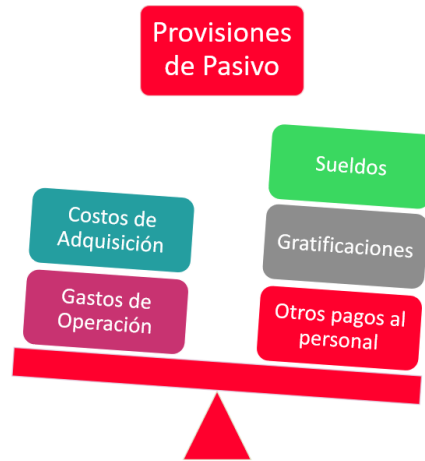 Provisiones
de Pasivo
Costos de
Adquisición
Gastos de
Operación
Sueldos
Gratificaciones
Otros pagos al
personal